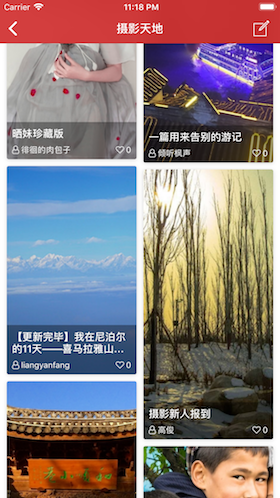 Carrier
11:18 PM
摄影天地
晒妹珍藏版
徘徊的肉包子
0
一篇用来告别的游记
倾听枫声
0
【更新完毕】我在尼泊尔
的11天——喜马拉雅山...
liangyanfang
0
摄影新人报到
高俊
0